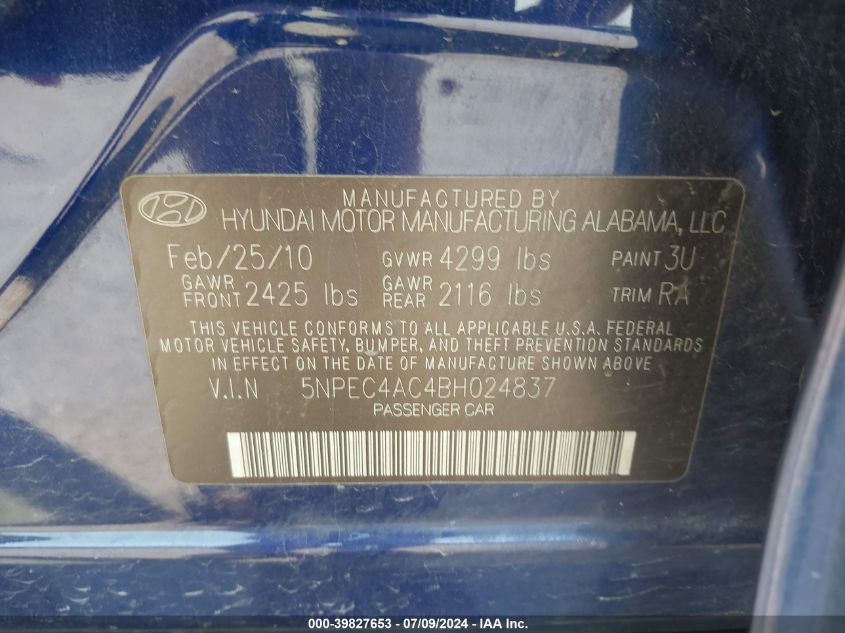 MANUFACTURED BY
HYUNDAI MOTOR MANUFACTURING ALABAMA, LLC
Feb/25/10 GVWR 4299 lbs PAINT 3U
GAWR FRONT 2425 lbs GAWR REAR 2116 lbs TRIM RA
THIS VEHICLE CONFORMS TO ALL APPLICABLE U.S.A. FEDERAL
MOTOR VEHICLE SAFETY, BUMPER, AND THEFT PREVENTION STANDARDS
IN EFFECT ON THE DATE OF MANUFACTURE SHOWN ABOVE
V.I.N 5NPEC4AC4BH024837
PASSENGER CAR
000-39827653 - 07/09/2024 - IAA Inc.